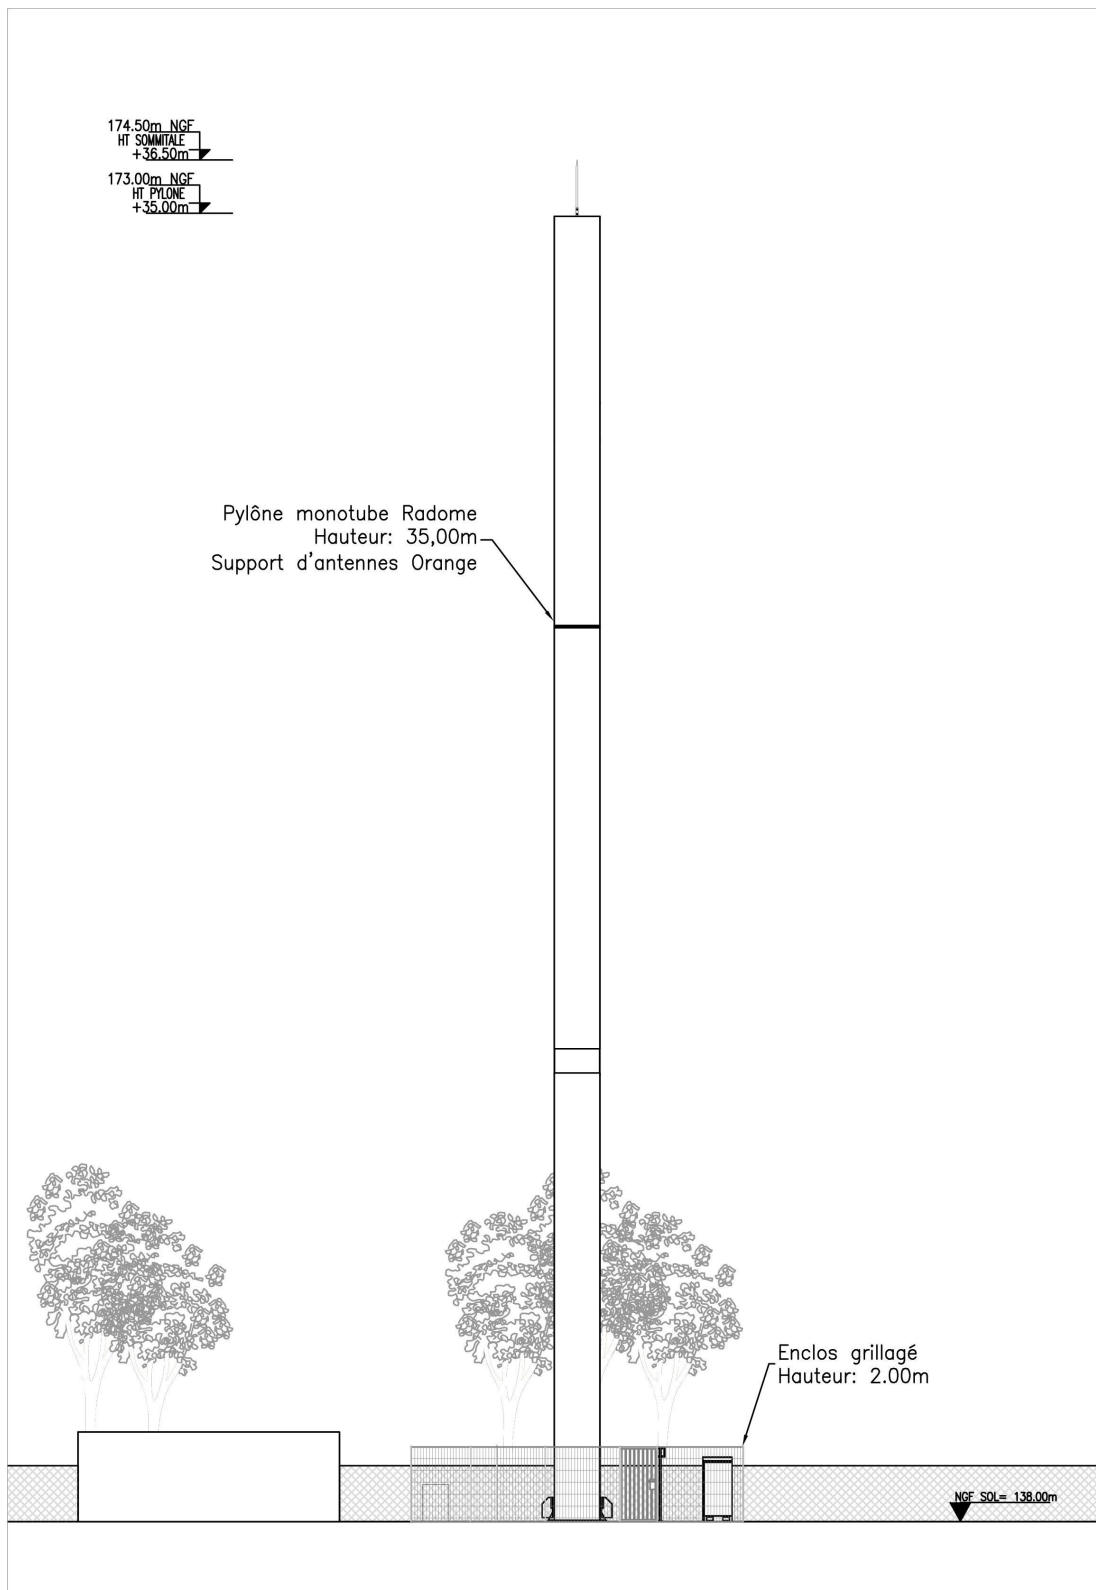 174.50m NGF
HT SOMMITALE
+36.50m
173.00m NGF
HT PYLONE
+35.00m
Pylône monotube Radome
Hauteur: 35,00m
Support d'antennes Orange
Enclos grillagé
Hauteur: 2.00m
NGF SOL= 138.00m